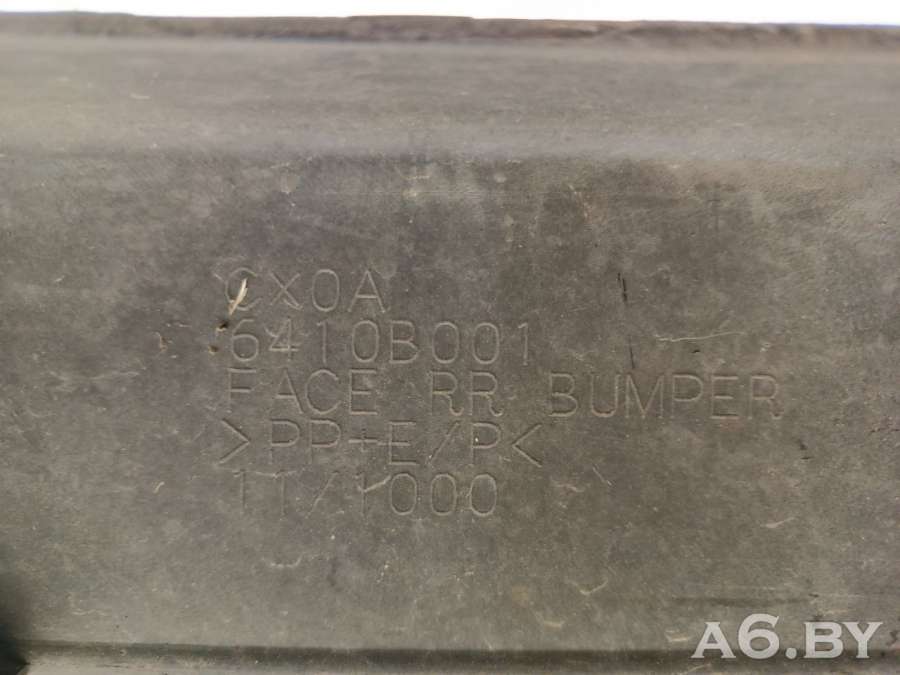 CX0A
6410B001
FACE RR BUMPER
>PP+E/P<
11/1000
A6.BY